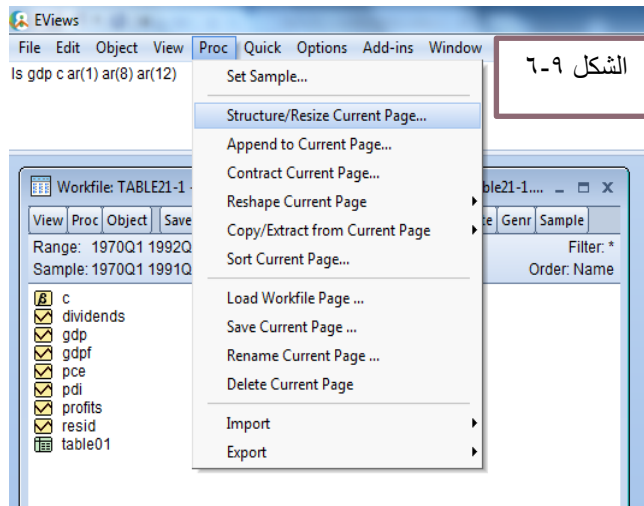 EViews
File Edit Object View Proc Quick Options Add-ins Window
ls gdp c ar(1) ar(8) ar(12)
الشكل ٩-٦
Set Sample...
Structure/Resize Current Page...
Append to Current Page...
Contract Current Page...
Reshape Current Page
Copy/Extract from Current Page
Sort Current Page...
Load Workfile Page ...
Save Current Page ...
Rename Current Page ...
Delete Current Page
Import
Export
Workfile: TABLE21-1 - ble21-1....
View Proc Object Save te Genr Sample
Range: 1970Q1 1992Q Filter: *
Sample: 1970Q1 1991Q Order: Name
β c
dividends
gdp
gdpf
pce
pdi
profits
resid
table01